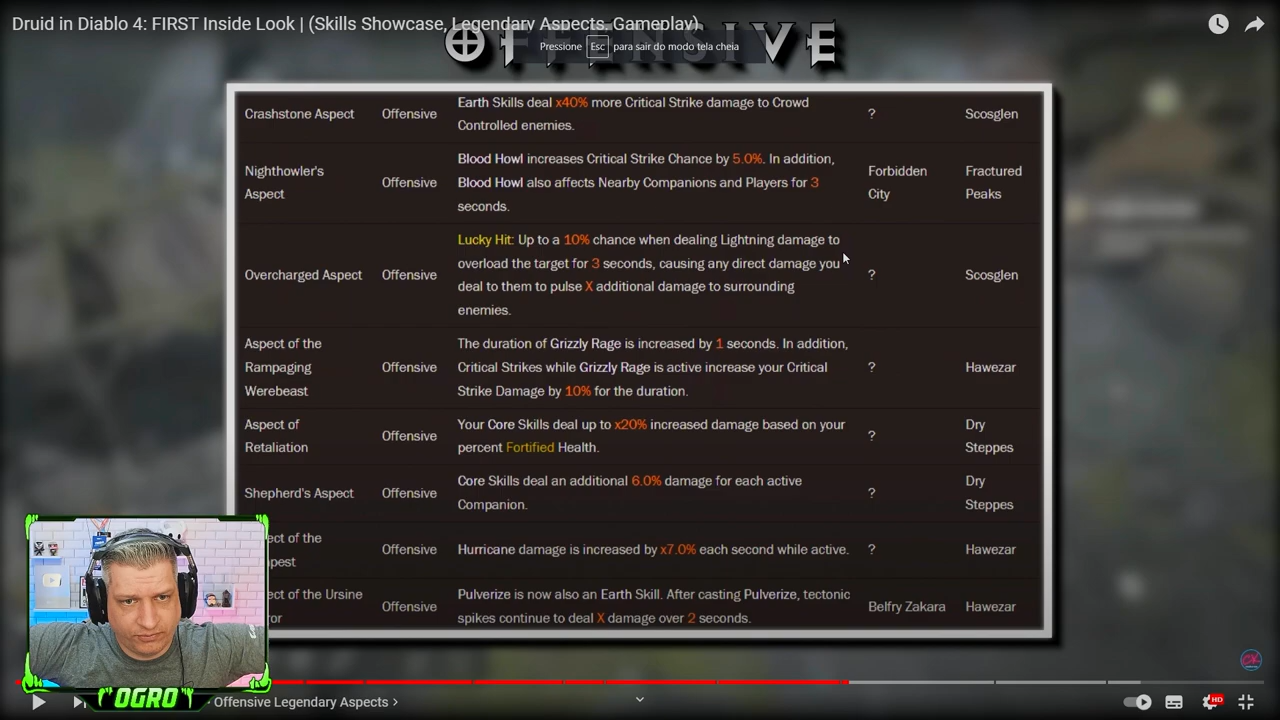 Druid in Diablo 4: FIRST Inside Look | (Skills Showcase, Legendary Aspects, Gameplay)
OFFENSIVE
Pressione Esc para sair do modo tela cheia
Crashstone Aspect
Offensive
Earth Skills deal x40% more Critical Strike damage to Crowd
Controlled enemies.
?
Scosglen
Nighthowler's
Aspect
Offensive
Blood Howl increases Critical Strike Chance by 5.0%. In addition,
Blood Howl also affects Nearby Companions and Players for 3
seconds.
Forbidden
City
Fractured
Peaks
Overcharged Aspect
Offensive
Lucky Hit: Up to a 10% chance when dealing Lightning damage to
overload the target for 3 seconds, causing any direct damage you
deal to them to pulse X additional damage to surrounding
enemies.
?
Scosglen
Aspect of the
Rampaging
Werebeast
Offensive
The duration of Grizzly Rage is increased by 1 seconds. In addition,
Critical Strikes while Grizzly Rage is active increase your Critical
Strike Damage by 10% for the duration.
?
Hawezar
Aspect of
Retaliation
Offensive
Your Core Skills deal up to x20% increased damage based on your
percent Fortified Health.
?
Dry
Steppes
Shepherd's Aspect
Offensive
Core Skills deal an additional 6.0% damage for each active
Companion.
?
Dry
Steppes
ect of the
pest
Offensive
Hurricane damage is increased by x7.0% each second while active.
?
Hawezar
ect of the Ursine
or
Offensive
Pulverize is now also an Earth Skill. After casting Pulverize, tectonic
spikes continue to deal X damage over 2 seconds.
Belfry Zakara
Hawezar
OGRO
Offensive Legendary Aspects >
HD